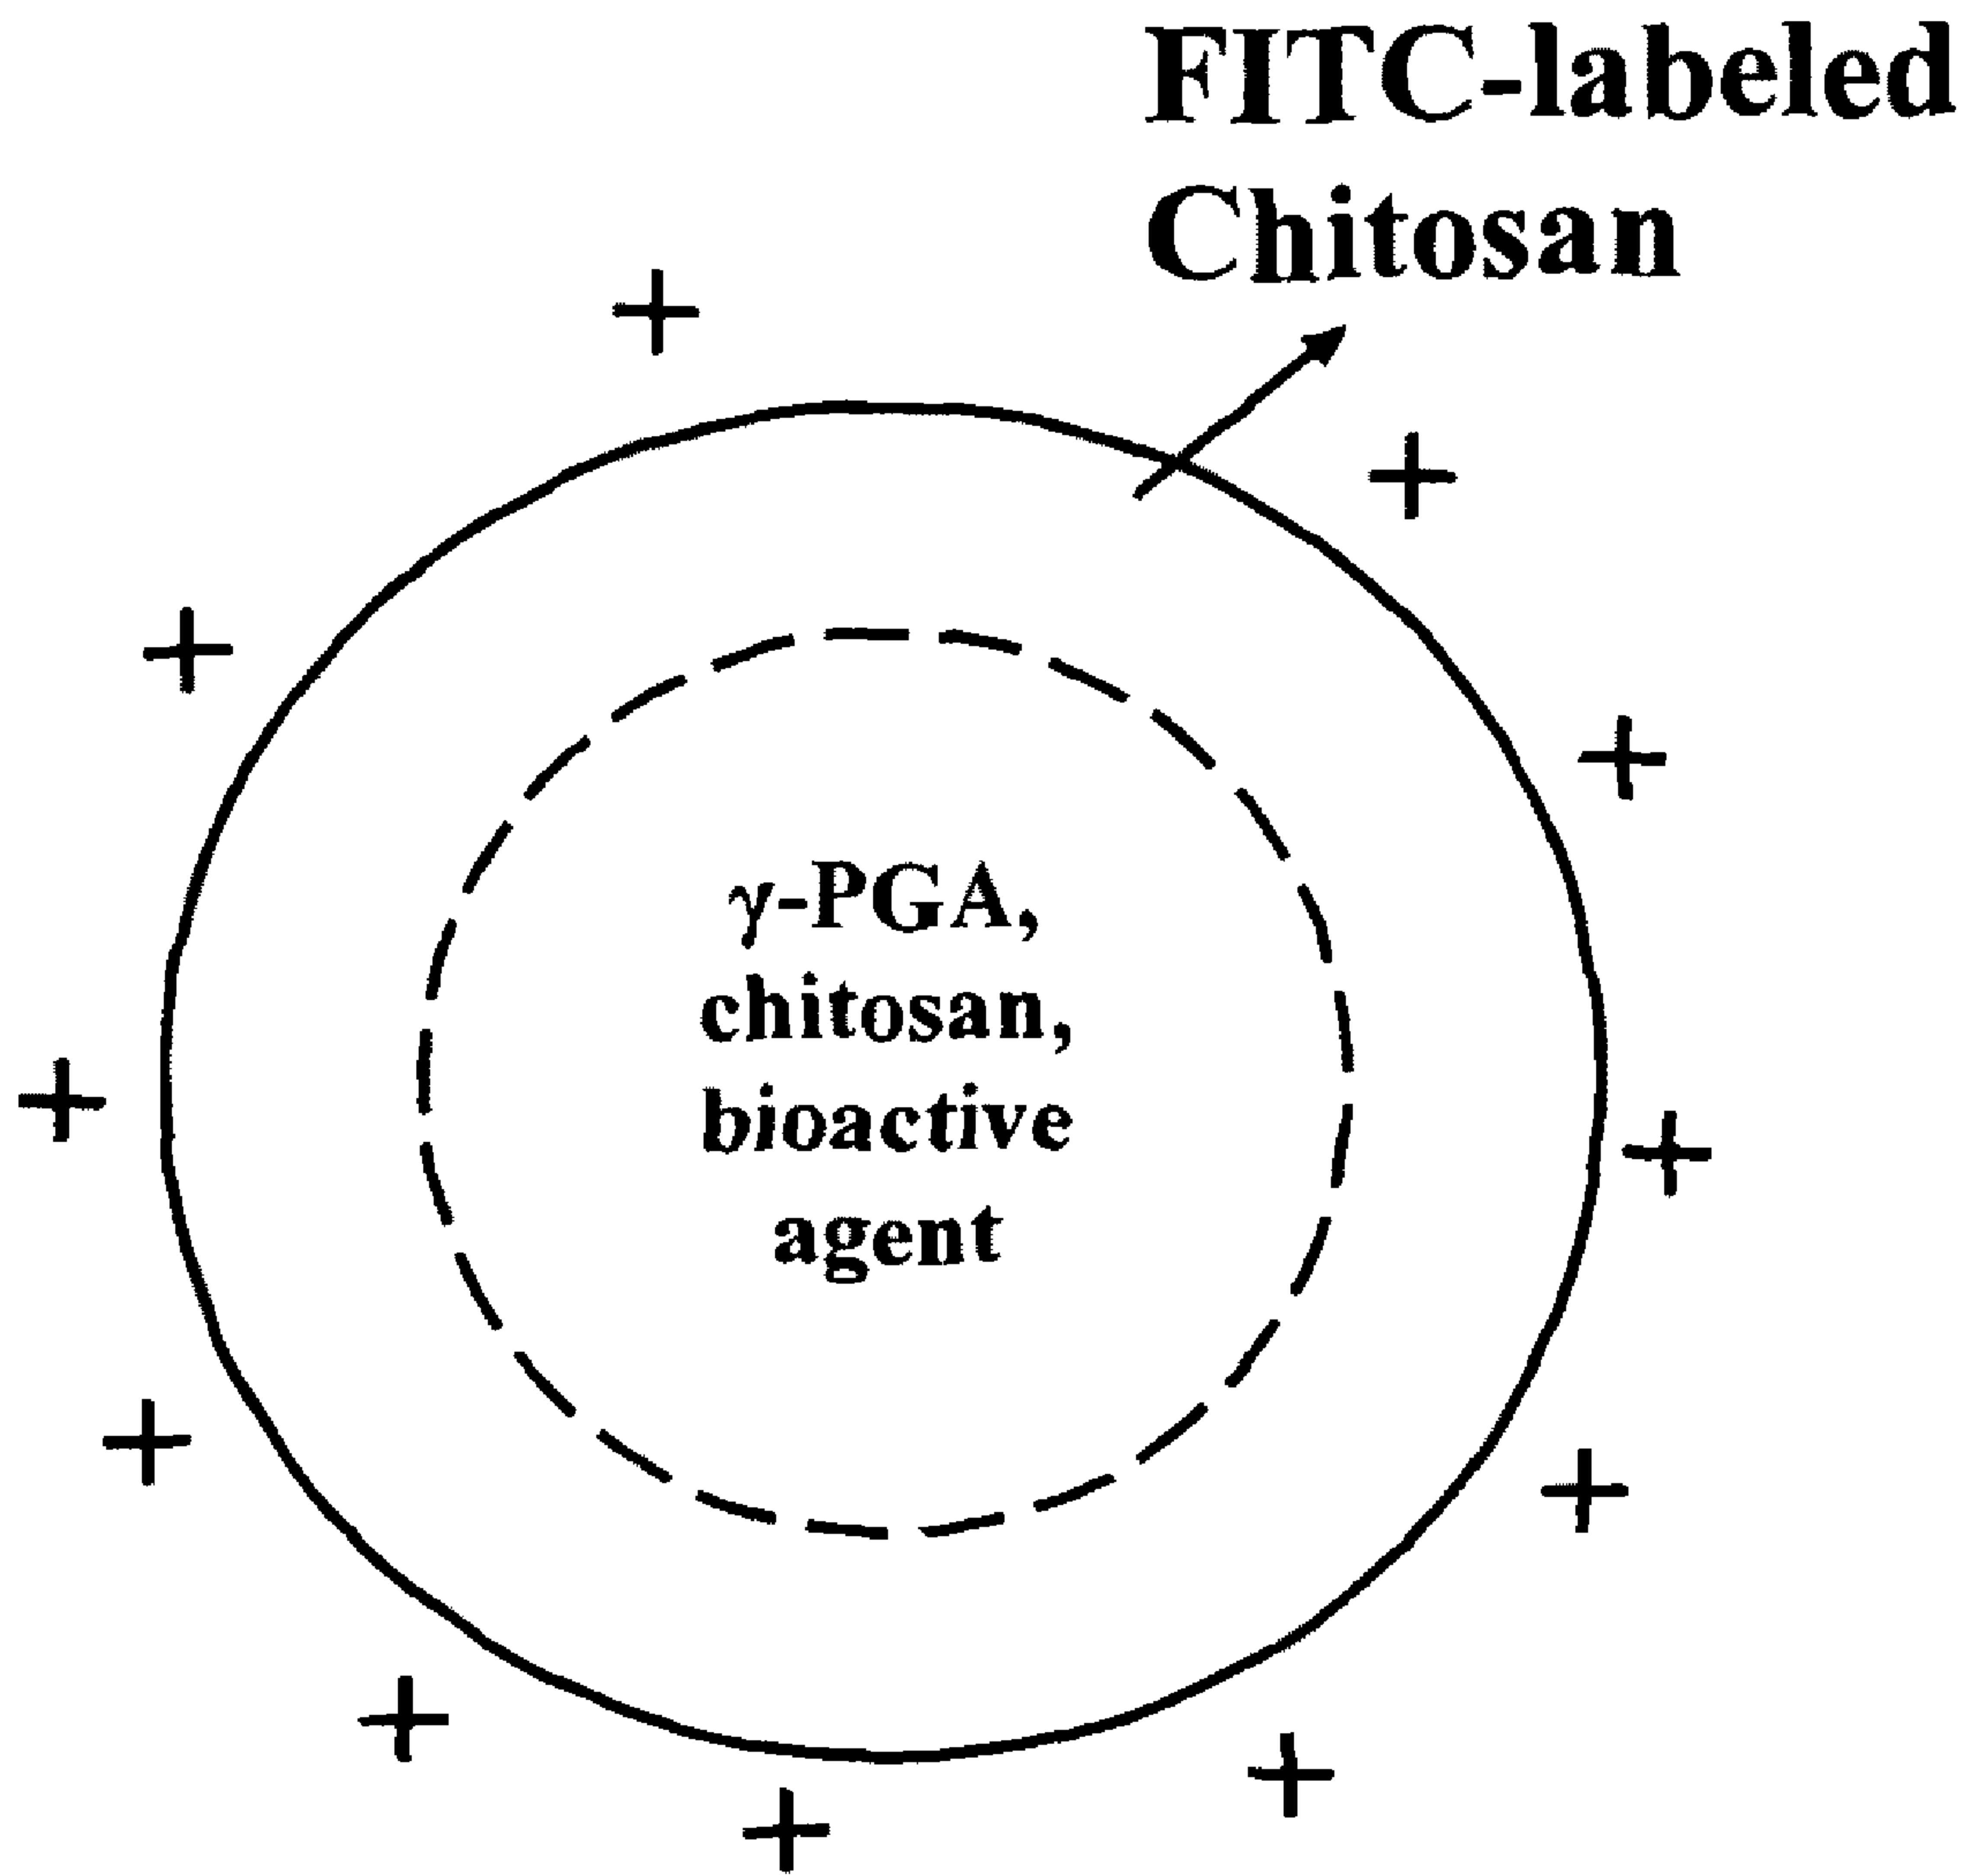 FITC-labeled
Chitosan
γ-PGA,
chitosan,
bioactive
agent